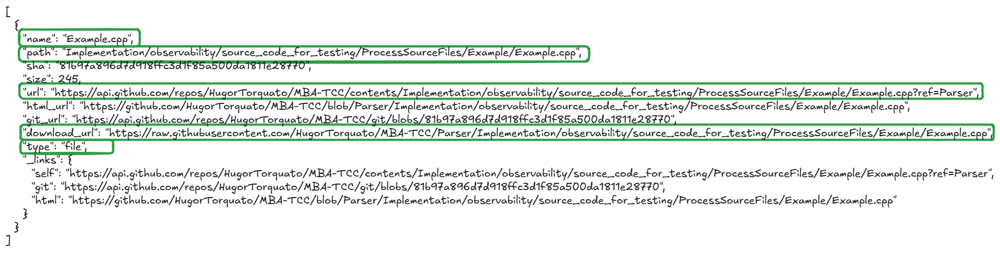 [
{
"name": "Example.cpp",
"path": "Implementation/observability/source_code_for_testing/ProcessSourceFiles/Example/Example.cpp",
"sha": "81b97a896d7d918ffc3d1f85a500da1811e28770",
"size": 245,
"url": "https://api.github.com/repos/HugorTorquato/MBA-TCC/contents/Implementation/observability/source_code_for_testing/ProcessSourceFiles/Example/Example.cpp?ref=Parser",
"html_url": "https://github.com/HugorTorquato/MBA-TCC/blob/Parser/Implementation/observability/source_code_for_testing/ProcessSourceFiles/Example/Example.cpp",
"git_url": "https://api.github.com/repos/HugorTorquato/MBA-TCC/git/blobs/81b97a896d7d918ffc3d1f85a500da1811e28770",
"download_url": "https://raw.githubusercontent.com/HugorTorquato/MBA-TCC/Parser/Implementation/observability/source_code_for_testing/ProcessSourceFiles/Example/Example.cpp",
"type": "file",
"_links": {
"self": "https://api.github.com/repos/HugorTorquato/MBA-TCC/contents/Implementation/observability/source_code_for_testing/ProcessSourceFiles/Example/Example.cpp?ref=Parser",
"git": "https://api.github.com/repos/HugorTorquato/MBA-TCC/git/blobs/81b97a896d7d918ffc3d1f85a500da1811e28770",
"html": "https://github.com/HugorTorquato/MBA-TCC/blob/Parser/Implementation/observability/source_code_for_testing/ProcessSourceFiles/Example/Example.cpp"
}
}
]